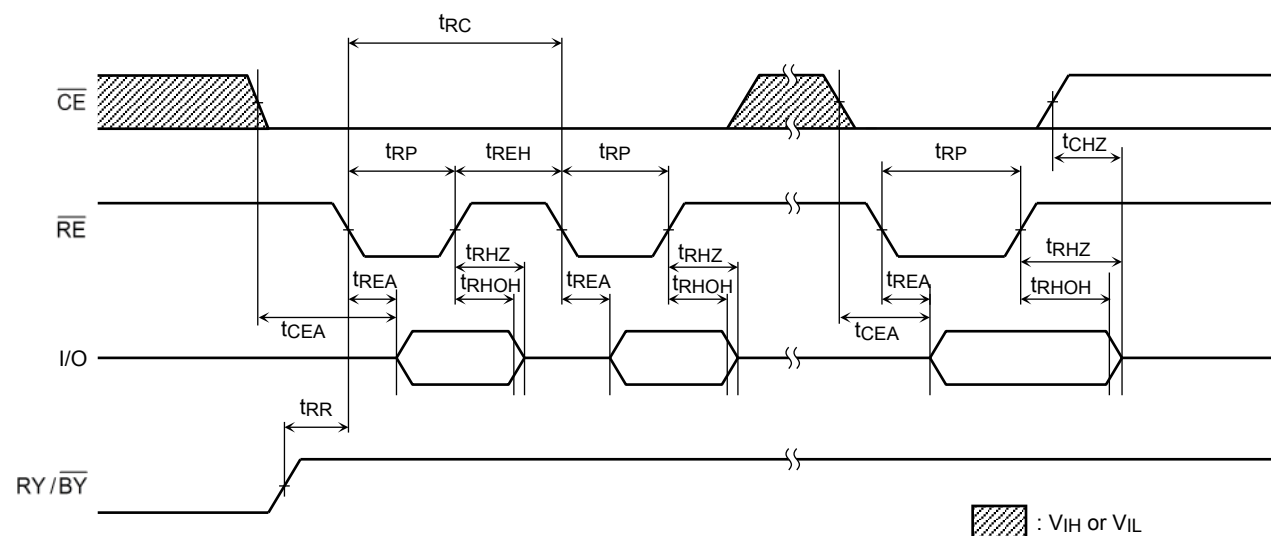 tRC
CE
tRP
tREH
tRP
tRP
tCHZ
RE
tRHZ
tRHZ
tRHZ
tREA
tRHOH
tREA
tRHOH
tREA
tRHOH
tCEA
tCEA
I/O
tRR
RY/BY
: VIH or VIL